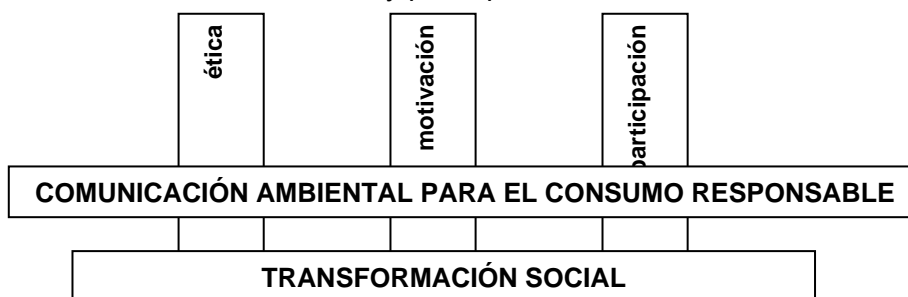 ética
motivación
participación
COMUNICACIÓN AMBIENTAL PARA EL CONSUMO RESPONSABLE
TRANSFORMACIÓN SOCIAL